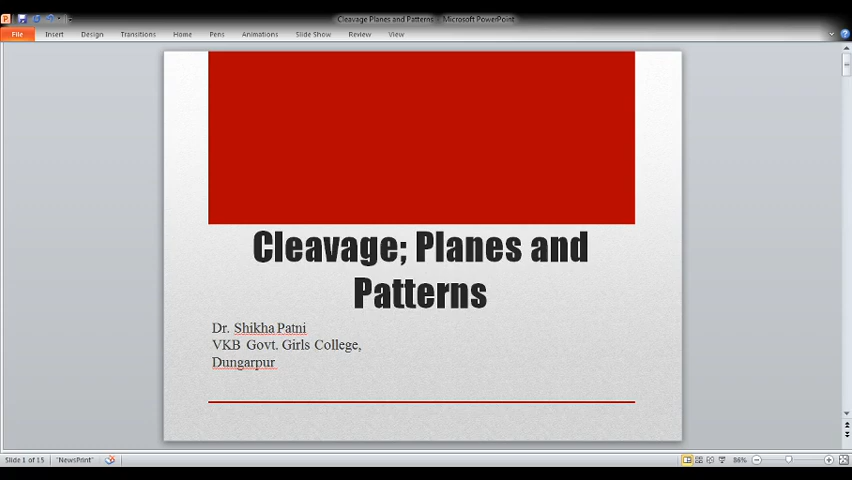 Cleavage Planes and Patterns - Microsoft PowerPoint
File Insert Design Transitions Home Pens Animations Slide Show Review View
Cleavage; Planes and
Patterns
Dr. Shikha Patni
VKB Govt. Girls College,
Dungarpur
Slide 1 of 15 "NewsPrint" 86%